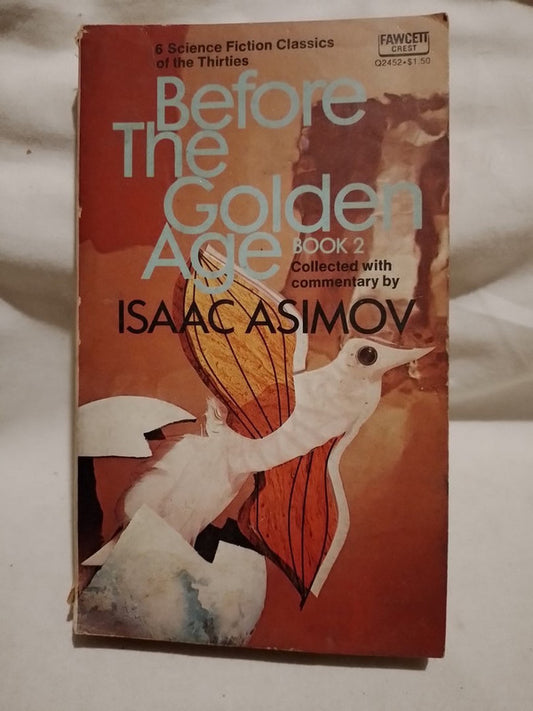 6 Science Fiction Classics
of the Thirties
FAWCETT
CREST
Q2452 • $1.50
Before
The
Golden
Age
BOOK 2
Collected with
commentary by
ISAAC ASIMOV